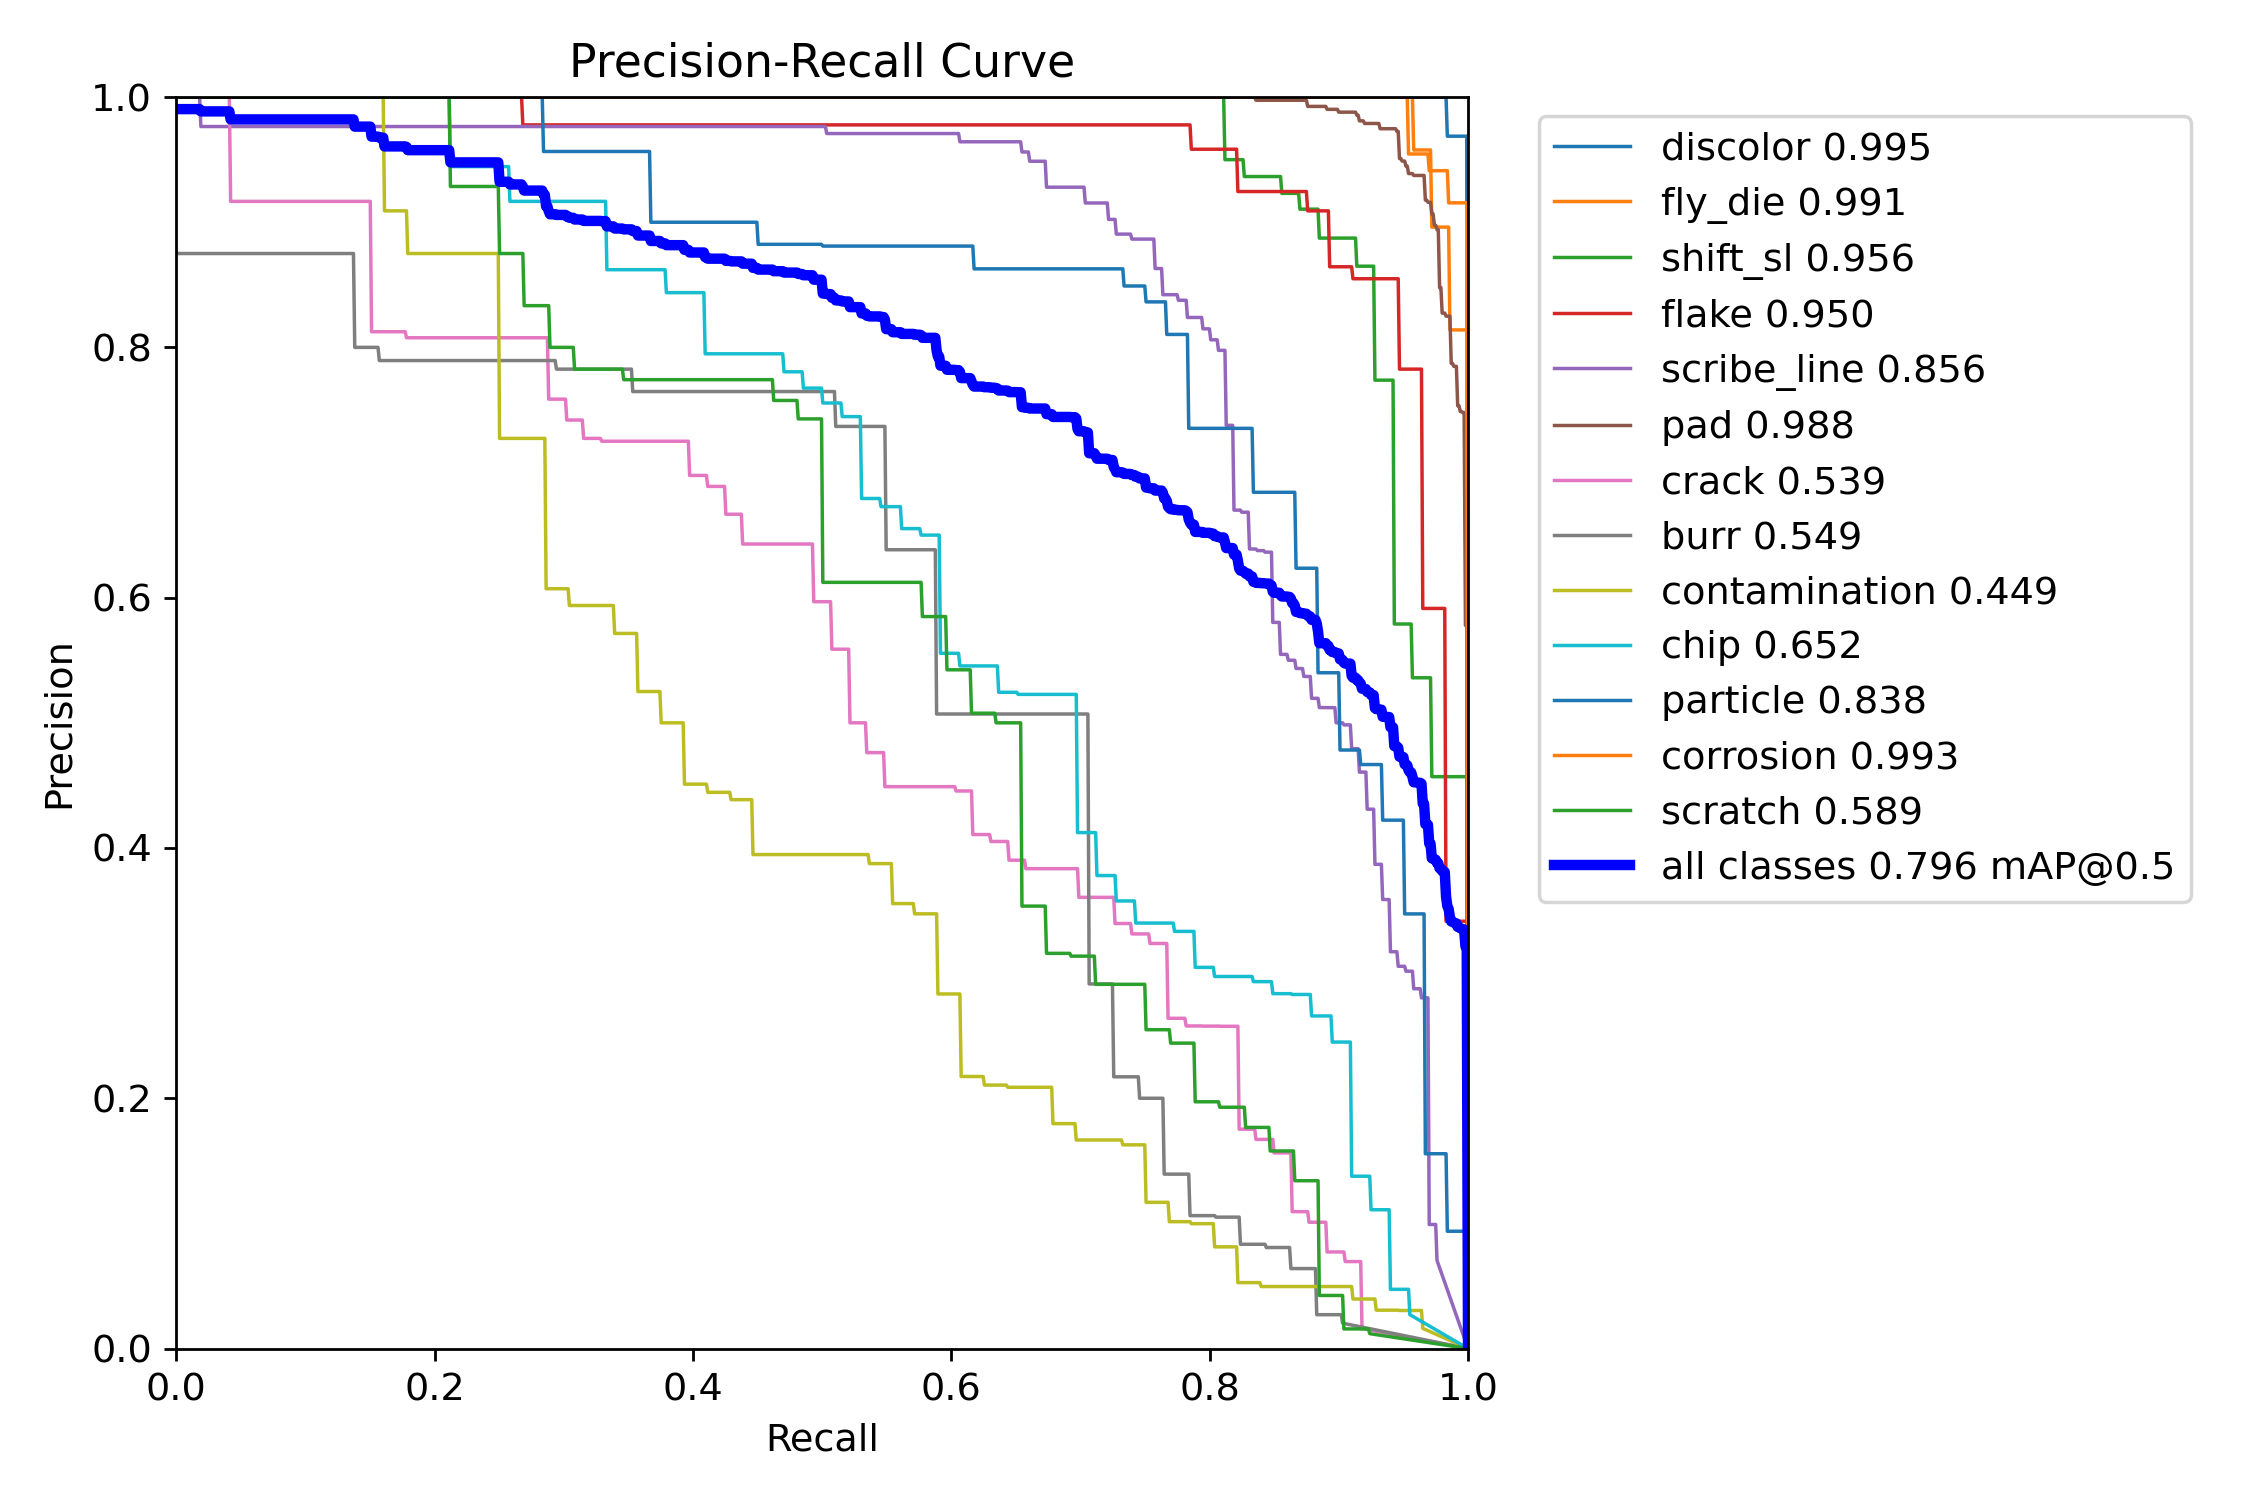 Precision-Recall Curve
1.0
0.8
0.6
0.4
0.2
0.0
Precision
0.0 0.2 0.4 0.6 0.8 1.0
Recall
discolor 0.995
fly_die 0.991
shift_sl 0.956
flake 0.950
scribe_line 0.856
pad 0.988
crack 0.539
burr 0.549
contamination 0.449
chip 0.652
particle 0.838
corrosion 0.993
scratch 0.589
all classes 0.796 mAP@0.5